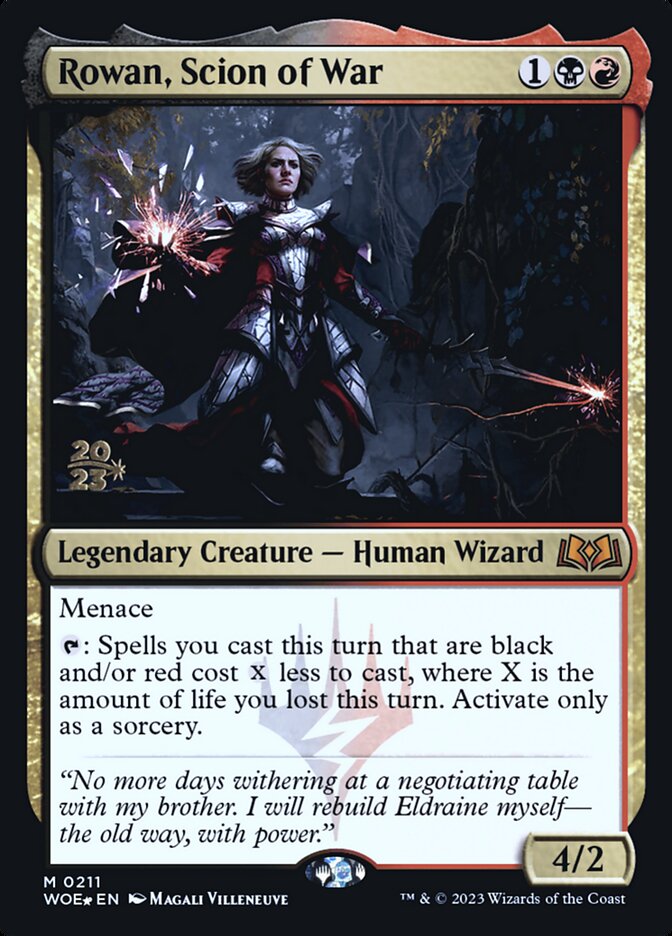 Rowan, Scion of War
1
20
23
Legendary Creature — Human Wizard
Menace
: Spells you cast this turn that are black
and/or red cost X less to cast, where X is the
amount of life you lost this turn. Activate only
as a sorcery.
“No more days withering at a negotiating table
with my brother. I will rebuild Eldraine myself—
the old way, with power.”
4/2
M 0211
WOE★EN MAGALI VILLENEUVE
™ & © 2023 Wizards of the Coast